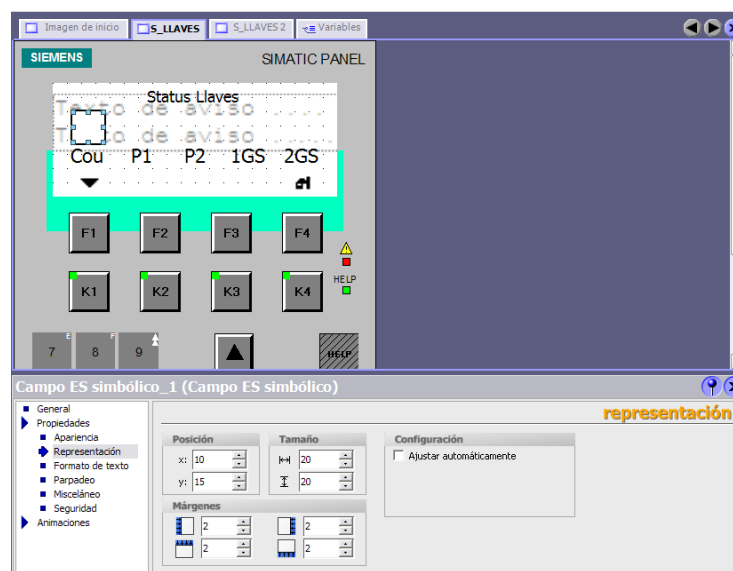 Imagen de inicio S_LLAVES S_LLAVES 2 Variables
SIEMENS SIMATIC PANEL
Status Llaves
Texto de aviso ....
T o de aviso .....
Cou P1 P2 1GS 2GS
F1 F2 F3 F4
K1 K2 K3 K4 HELP
E F
7 8 9 HELP
Campo ES simbólico_1 (Campo ES simbólico)
General
Propiedades
Apariencia
Representación
Formato de texto
Parpadeo
Misceláneo
Seguridad
Animaciones
representación
Posición Tamaño Configuración
x: 10 20 Ajustar automáticamente
y: 15 20
Márgenes
2 2
2 2